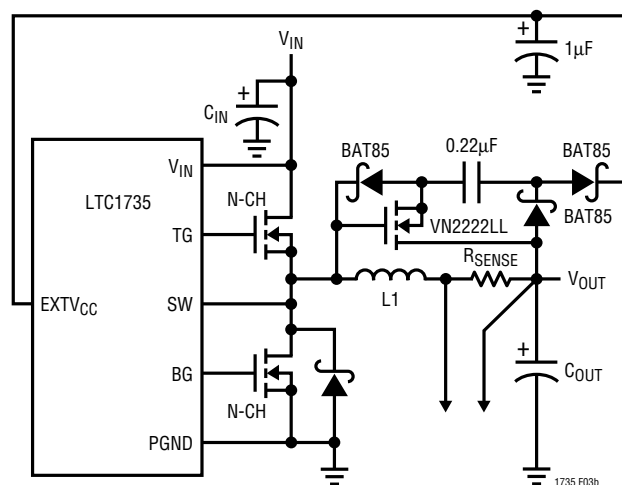 V_IN
1µF
C_IN
BAT85
0.22µF
BAT85
V_IN
LTC1735
N-CH
BAT85
VN2222LL
TG
R_SENSE
EXTV_CC
SW
L1
V_OUT
BG
C_OUT
N-CH
PGND
1735 F03b
+
+
+